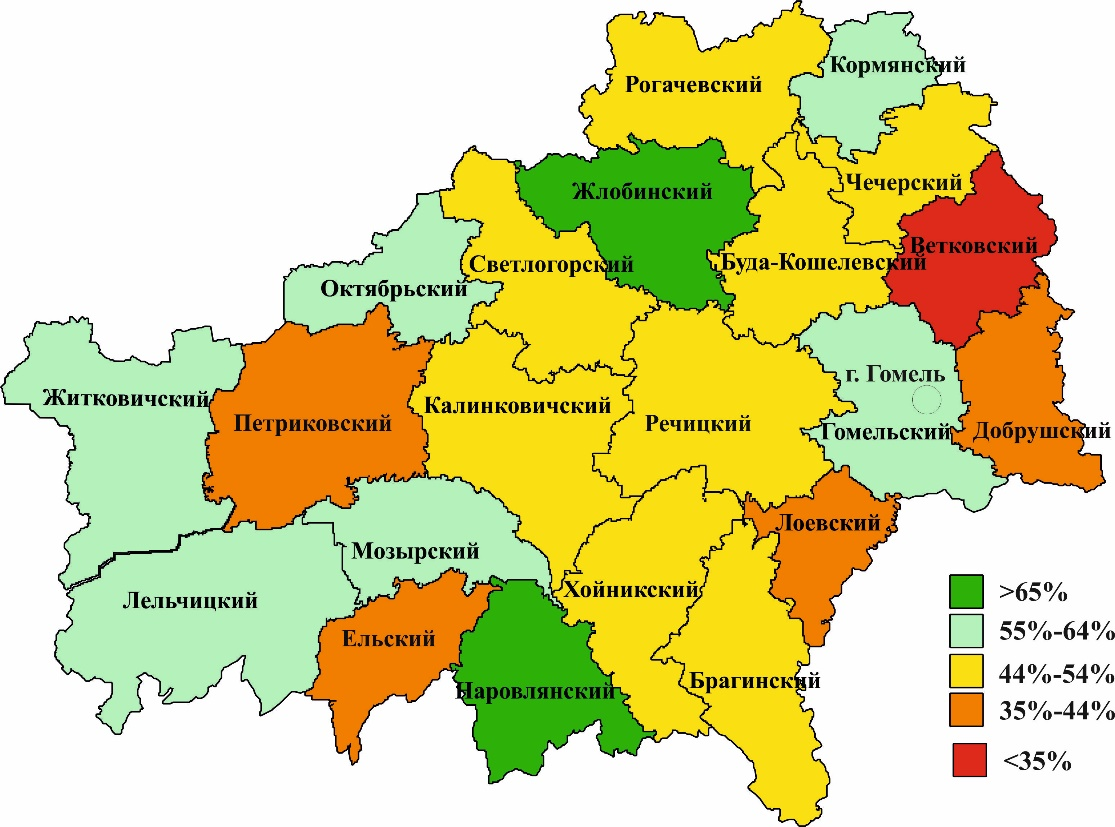 Рогачевский
Кормянский
Жлобинский
Чечерский
Ветковский
Светлогорский
Буда-Кошелевский
Октябрьский
г. Гомель
Житковичский
Калинковичский
Петриковский
Речицкий
Гомельский
Добрушский
Лоевский
Мозырский
Хойникский
Лельчицкий
Ельский
Наровлянский
Брагинский
>65%
55%-64%
44%-54%
35%-44%
<35%